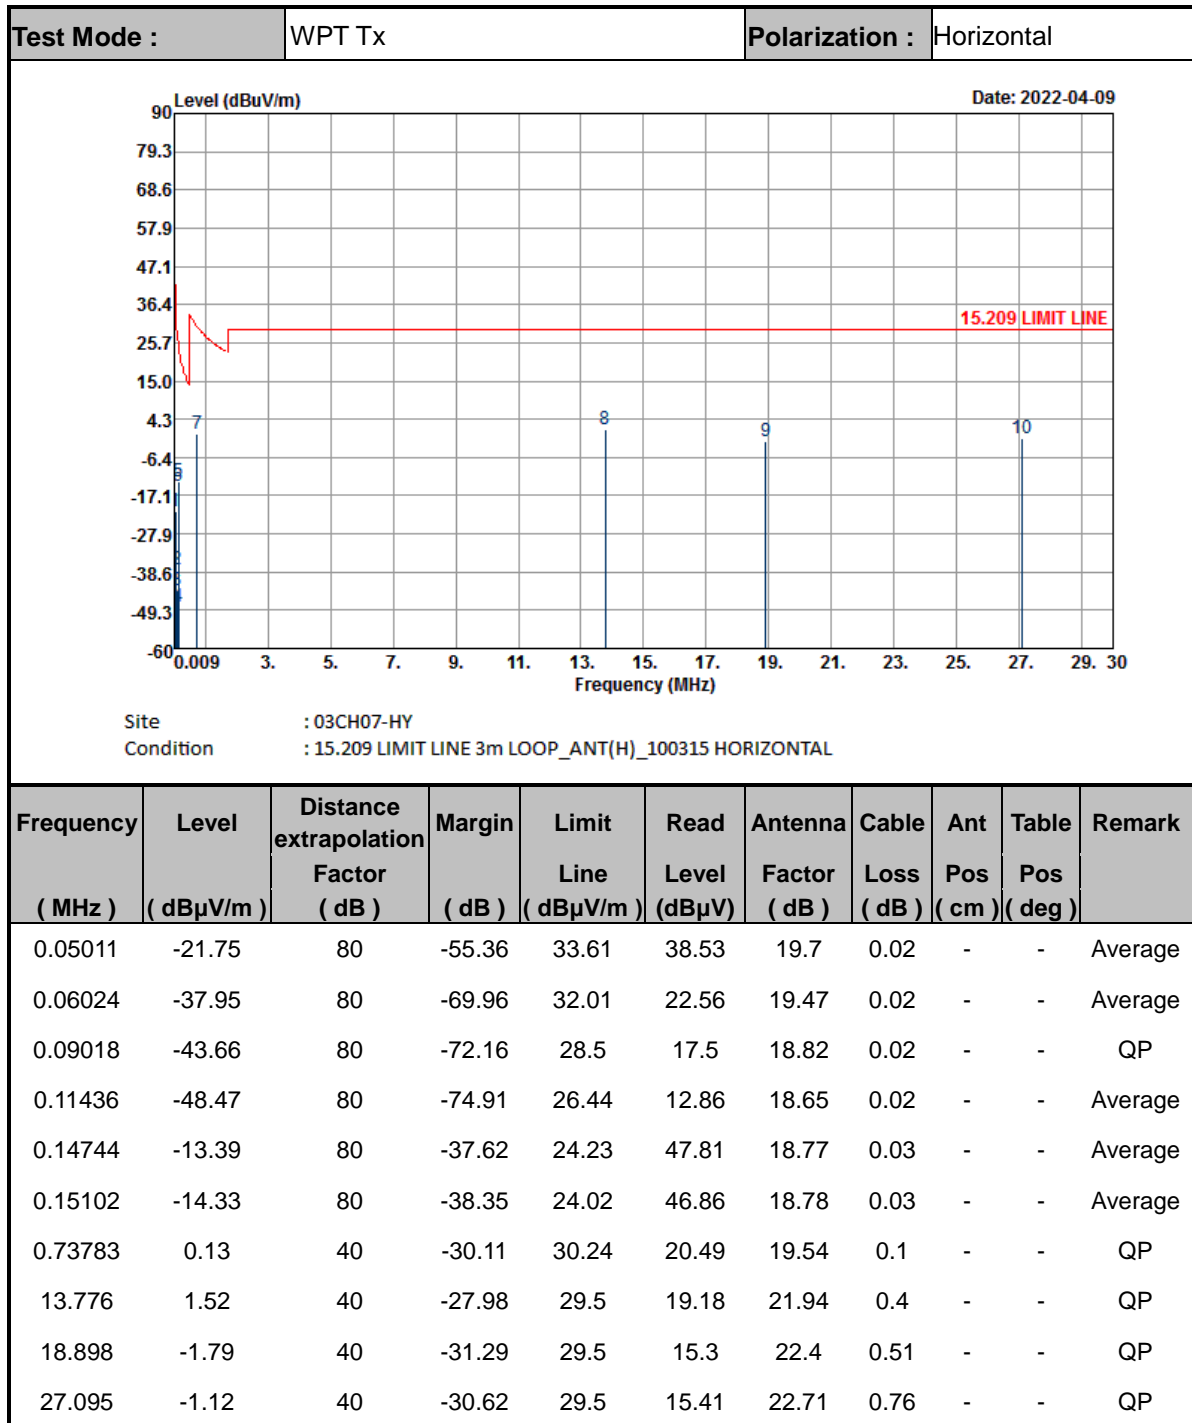 Test Mode : WPT Tx Polarization : Horizontal
Level (dBuV/m) Date: 2022-04-09
90
79.3
68.6
57.9
47.1
36.4
25.7
15.0
4.3
-6.4
-17.1
-27.9
-38.6
-49.3
-60
15.209 LIMIT LINE
7 8 9 10
0.009 3. 5. 7. 9. 11. 13. 15. 17. 19. 21. 23. 25. 27. 29. 30
Frequency (MHz)
Site : 03CH07-HY
Condition : 15.209 LIMIT LINE 3m LOOP_ANT(H)_100315 HORIZONTAL
Frequency Level Distance extrapolation Margin Limit Read Antenna Cable Ant Table Remark
Factor Line Level Factor Loss Pos Pos
( MHz ) ( dBµV/m ) ( dB ) ( dB ) ( dBµV/m ) (dBµV) ( dB ) ( dB ) ( cm ) ( deg )
0.05011 -21.75 80 -55.36 33.61 38.53 19.7 0.02 - - Average
0.06024 -37.95 80 -69.96 32.01 22.56 19.47 0.02 - - Average
0.09018 -43.66 80 -72.16 28.5 17.5 18.82 0.02 - - QP
0.11436 -48.47 80 -74.91 26.44 12.86 18.65 0.02 - - Average
0.14744 -13.39 80 -37.62 24.23 47.81 18.77 0.03 - - Average
0.15102 -14.33 80 -38.35 24.02 46.86 18.78 0.03 - - Average
0.73783 0.13 40 -30.11 30.24 20.49 19.54 0.1 - - QP
13.776 1.52 40 -27.98 29.5 19.18 21.94 0.4 - - QP
18.898 -1.79 40 -31.29 29.5 15.3 22.4 0.51 - - QP
27.095 -1.12 40 -30.62 29.5 15.41 22.71 0.76 - - QP